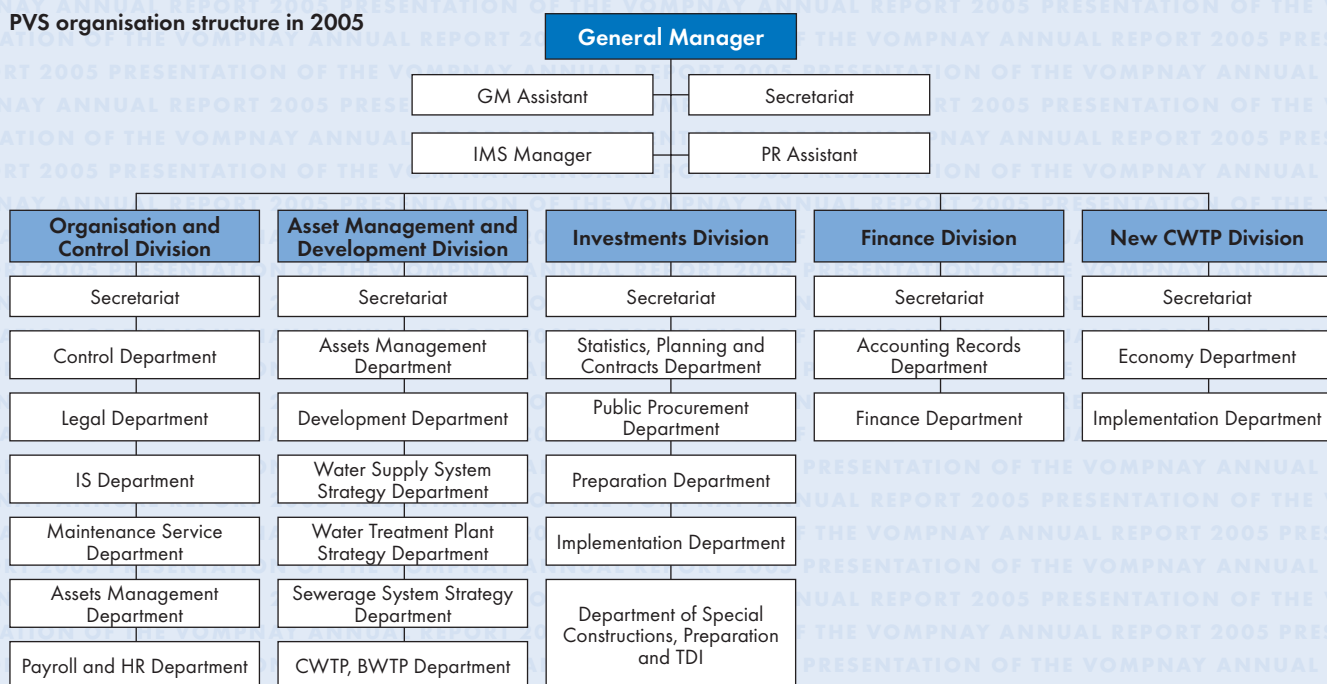 PVS organisation structure in 2005
General Manager
GM Assistant
Secretariat
IMS Manager
PR Assistant
Organisation and
Control Division
Secretariat
Control Department
Legal Department
IS Department
Maintenance Service
Department
Assets Management
Department
Payroll and HR Department
Asset Management and
Development Division
Secretariat
Assets Management
Department
Development Department
Water Supply System
Strategy Department
Water Treatment Plant
Strategy Department
Sewerage System Strategy
Department
CWTP, BWTP Department
Investments Division
Secretariat
Statistics, Planning and
Contracts Department
Public Procurement
Department
Preparation Department
Implementation Department
Department of Special
Constructions, Preparation
and TDI
Finance Division
Secretariat
Accounting Records
Department
Finance Department
New CWTP Division
Secretariat
Economy Department
Implementation Department